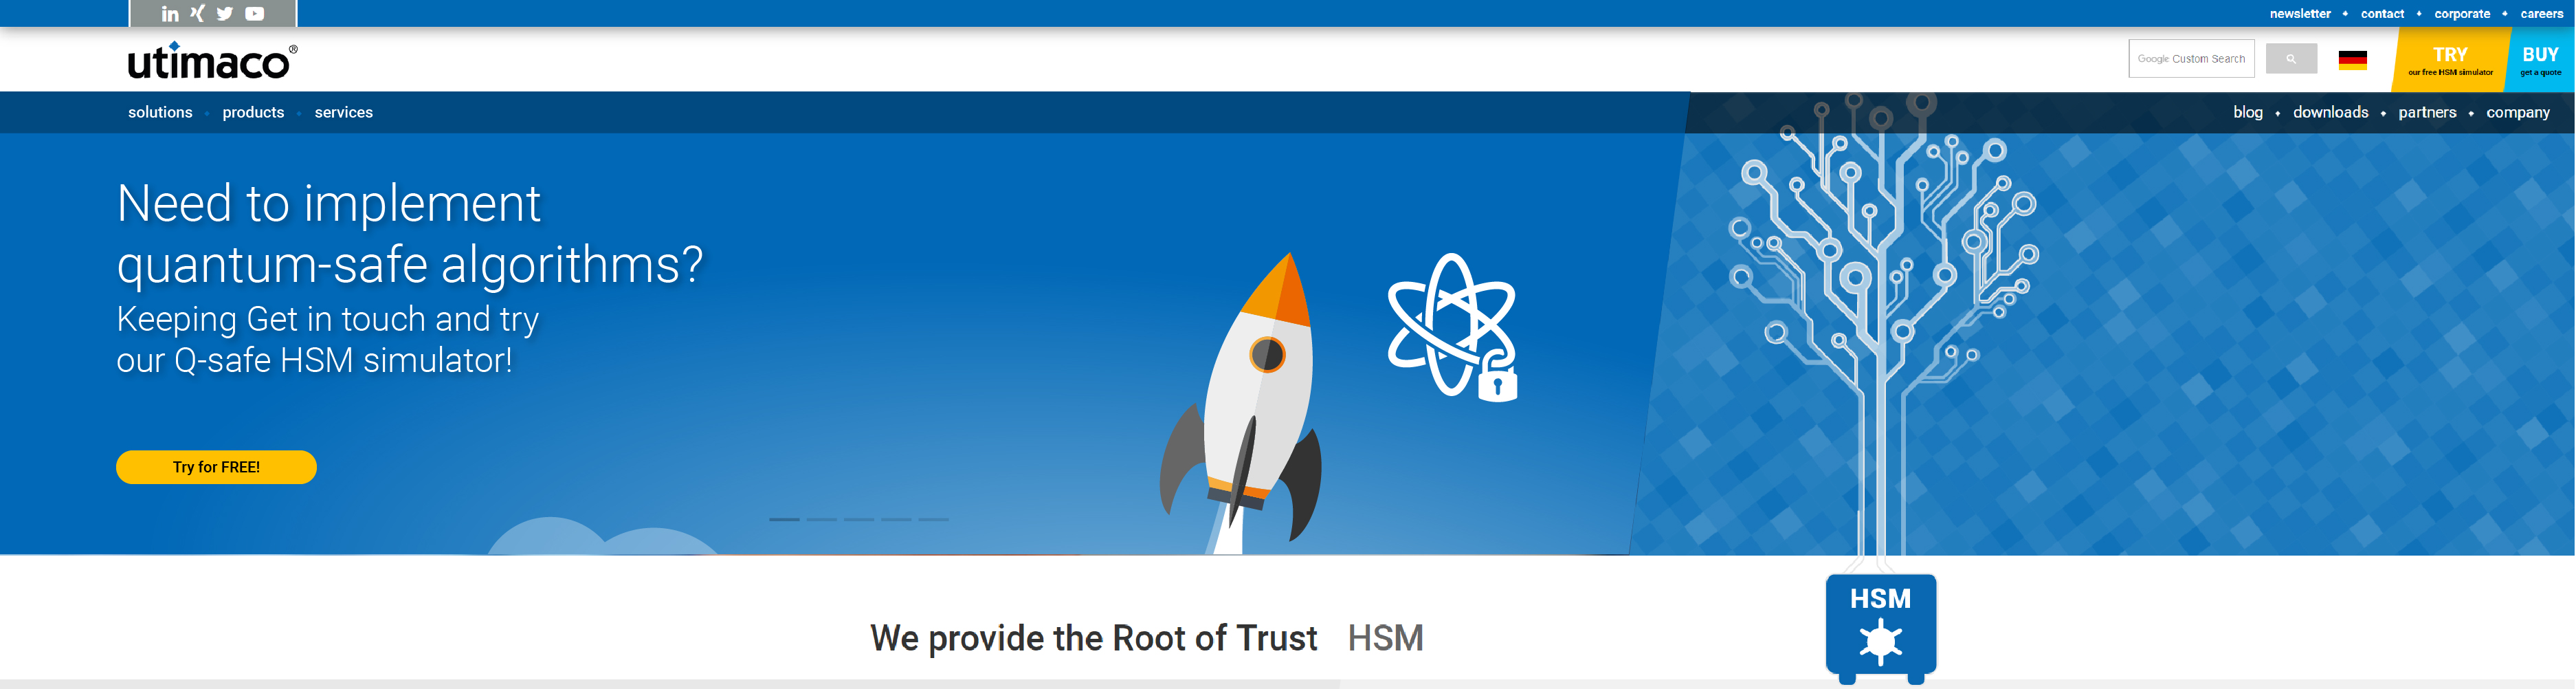 newsletter contact corporate careers
utimaco®
Google Custom Search
TRY
our free HSM simulator
BUY
get a quote
solutions products services
blog downloads partners company
Need to implement
quantum-safe algorithms?
Keeping Get in touch and try
our Q-safe HSM simulator!
Try for FREE!
HSM
We provide the Root of Trust HSM